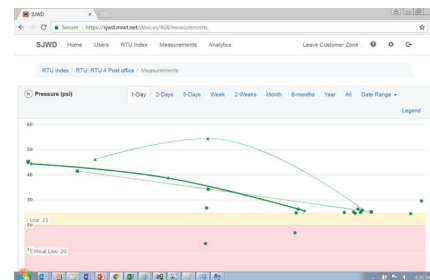 SJWD
Secure https://sjwd.miwt.net/devices/468/measurements
SJWD Home Users RTU Index Measurements Analytics Leave Customer Zone
RTU Index / RTU: RTU 4 Post office / Measurements
Pressure (psi) 1-Day 2-Days 5-Days Week 2-Weeks Month 6-months Year All Date Range
Legend
60
50
40
30
Low: 25
20
Critical Low: 20